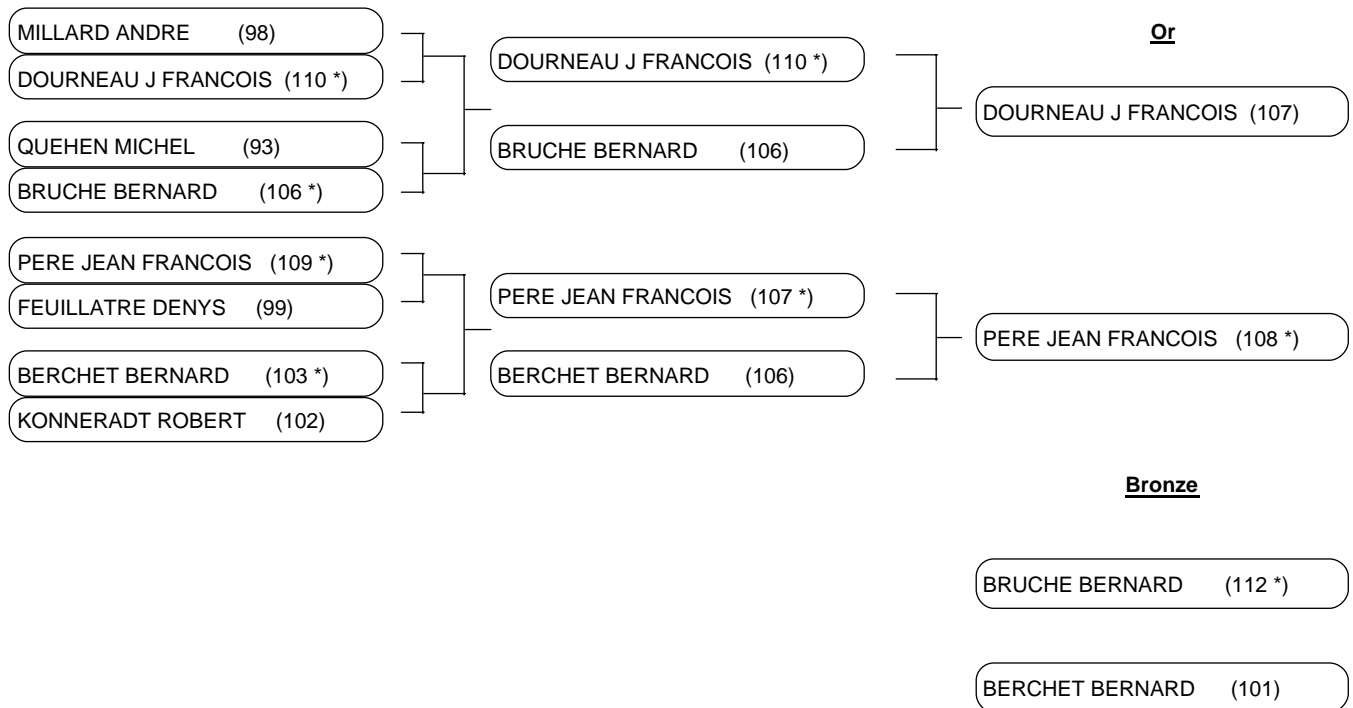 MILLARD ANDRE (98)
DOURNEAU J FRANCOIS (110 *)
QUEHEN MICHEL (93)
BRUCHE BERNARD (106 *)
PERE JEAN FRANCOIS (109 *)
FEUILLATRE DENYS (99)
BERCHET BERNARD (103 *)
KONNERADT ROBERT (102)
DOURNEAU J FRANCOIS (110 *)
BRUCHE BERNARD (106)
PERE JEAN FRANCOIS (107 *)
BERCHET BERNARD (106)
Or
DOURNEAU J FRANCOIS (107)
PERE JEAN FRANCOIS (108 *)
Bronze
BRUCHE BERNARD (112 *)
BERCHET BERNARD (101)